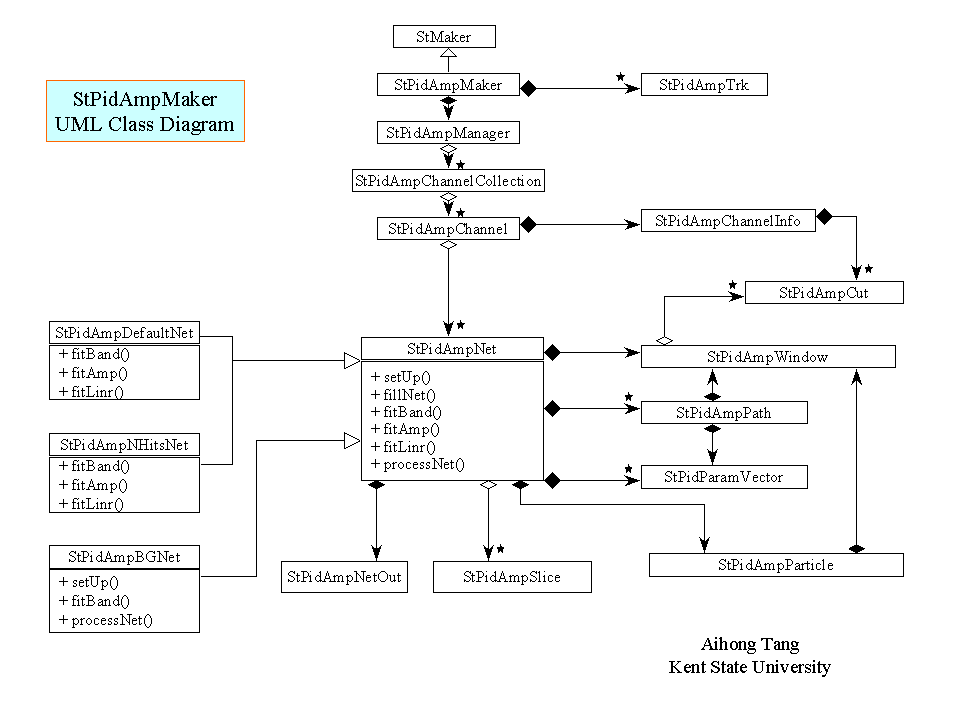 StMaker
StPidAmpMaker
StPidAmpTrk
StPidAmpMaker
UML Class Diagram
StPidAmpManager
StPidAmpChannelCollection
StPidAmpChannel
StPidAmpChannelInfo
StPidAmpCut
StPidAmpDefaultNet
+ fitBand()
+ fitAmp()
+ fitLinr()
StPidAmpNHitsNet
+ fitBand()
+ fitAmp()
+ fitLinr()
StPidAmpBGNet
+ setUp()
+ fitBand()
+ processNet()
StPidAmpNet
+ setUp()
+ fillNet()
+ fitBand()
+ fitAmp()
+ fitLinr()
+ processNet()
StPidAmpWindow
StPidAmpPath
StPidParamVector
StPidAmpNetOut
StPidAmpSlice
StPidAmpParticle
Aihong Tang
Kent State University